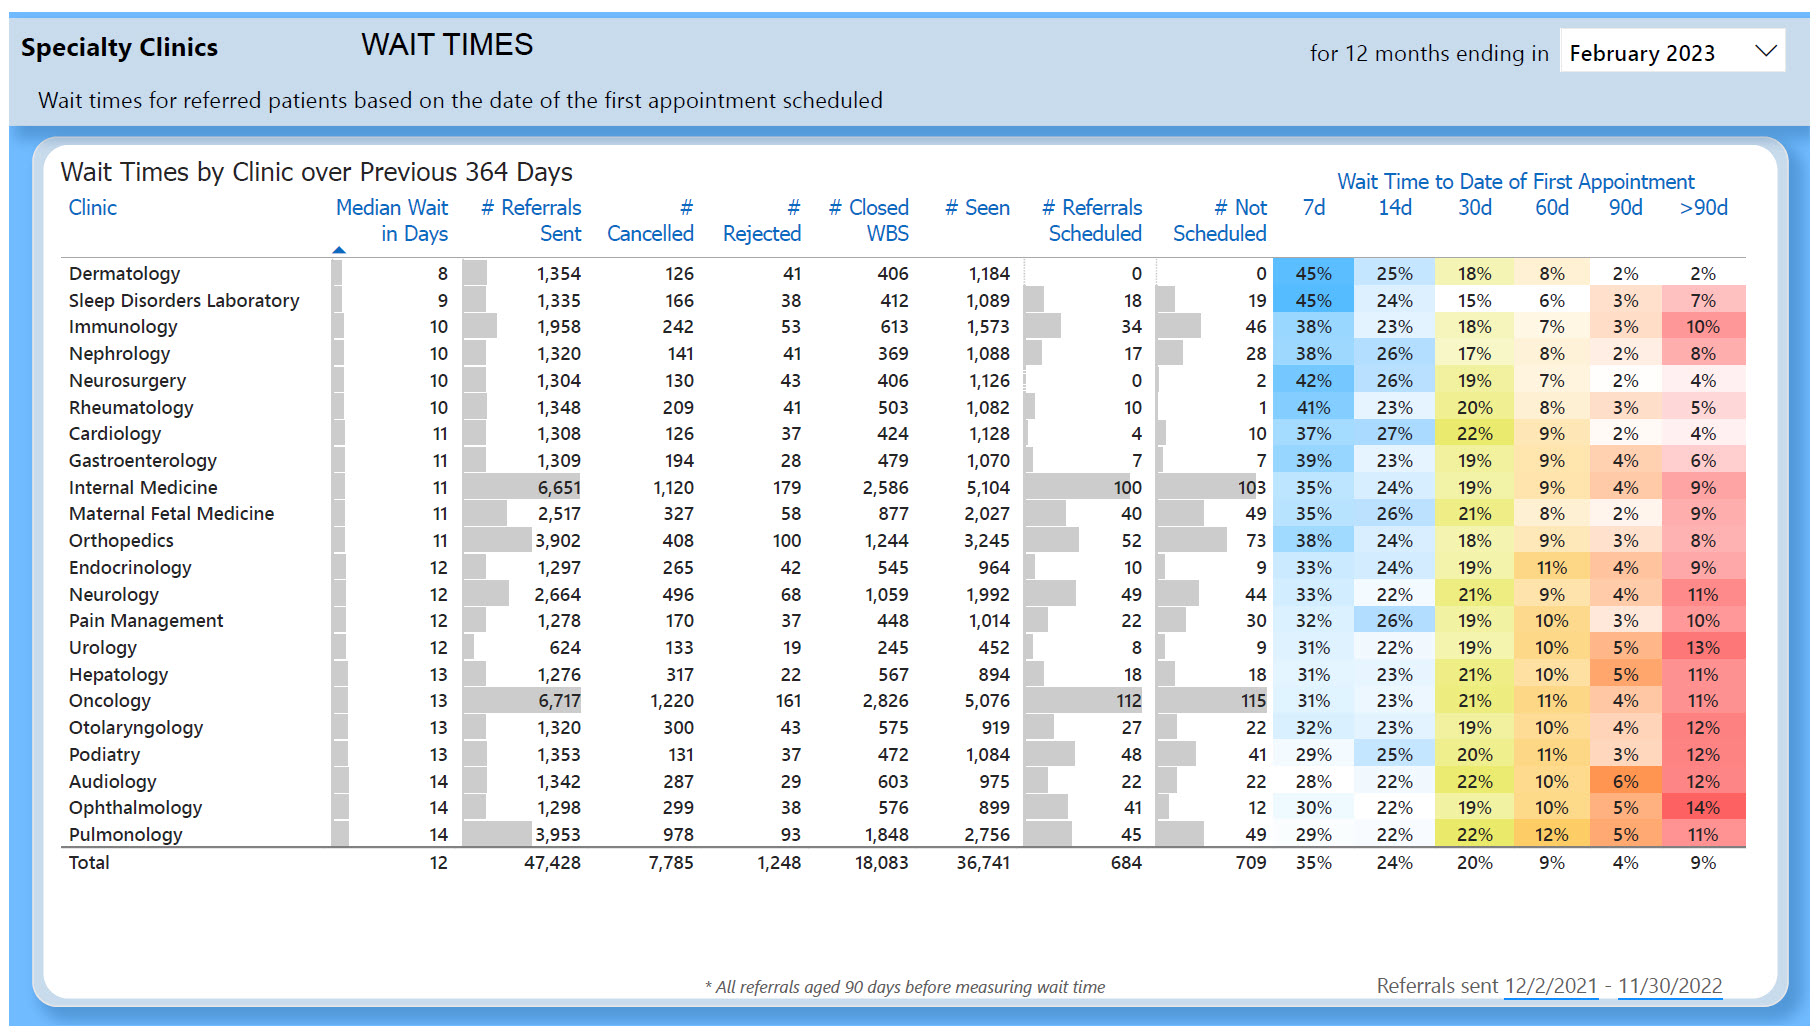 Specialty Clinics WAIT TIMES for 12 months ending in February 2023
Wait times for referred patients based on the date of the first appointment scheduled
Wait Times by Clinic over Previous 364 Days
Wait Time to Date of First Appointment
Clinic Median Wait in Days # Referrals Sent # Cancelled # Rejected # Closed WBS # Seen # Referrals Scheduled # Not Scheduled 7d 14d 30d 60d 90d >90d
Dermatology 8 1,354 126 41 406 1,184 0 0 45% 25% 18% 8% 2% 2%
Sleep Disorders Laboratory 9 1,335 166 38 412 1,089 18 19 45% 24% 15% 6% 3% 7%
Immunology 10 1,958 242 53 613 1,573 34 46 38% 23% 18% 7% 3% 10%
Nephrology 10 1,320 141 41 369 1,088 17 28 38% 26% 17% 8% 2% 8%
Neurosurgery 10 1,304 130 43 406 1,126 0 2 42% 26% 19% 7% 2% 4%
Rheumatology 10 1,348 209 41 503 1,082 10 1 41% 23% 20% 8% 3% 5%
Cardiology 11 1,308 126 37 424 1,128 4 10 37% 27% 22% 9% 2% 4%
Gastroenterology 11 1,309 194 28 479 1,070 7 7 39% 23% 19% 9% 4% 6%
Internal Medicine 11 6,651 1,120 179 2,586 5,104 100 103 35% 24% 19% 9% 4% 9%
Maternal Fetal Medicine 11 2,517 327 58 877 2,027 40 49 35% 26% 21% 8% 2% 9%
Orthopedics 11 3,902 408 100 1,244 3,245 52 73 38% 24% 18% 9% 3% 8%
Endocrinology 12 1,297 265 42 545 964 10 9 33% 24% 19% 11% 4% 9%
Neurology 12 2,664 496 68 1,059 1,992 49 44 33% 22% 21% 9% 4% 11%
Pain Management 12 1,278 170 37 448 1,014 22 30 32% 26% 19% 10% 3% 10%
Urology 12 624 133 19 245 452 8 9 31% 22% 19% 10% 5% 13%
Hepatology 13 1,276 317 22 567 894 18 18 31% 23% 21% 10% 5% 11%
Oncology 13 6,717 1,220 161 2,826 5,076 112 115 31% 23% 21% 11% 4% 11%
Otolaryngology 13 1,320 300 43 575 919 27 22 32% 23% 19% 10% 4% 12%
Podiatry 13 1,353 131 37 472 1,084 48 41 29% 25% 20% 11% 3% 12%
Audiology 14 1,342 287 29 603 975 22 22 28% 22% 22% 10% 6% 12%
Ophthalmology 14 1,298 299 38 576 899 41 12 30% 22% 19% 10% 5% 14%
Pulmonology 14 3,953 978 93 1,848 2,756 45 49 29% 22% 22% 12% 5% 11%
Total 12 47,428 7,785 1,248 18,083 36,741 684 709 35% 24% 20% 9% 4% 9%
* All referrals aged 90 days before measuring wait time
Referrals sent 12/2/2021 - 11/30/2022